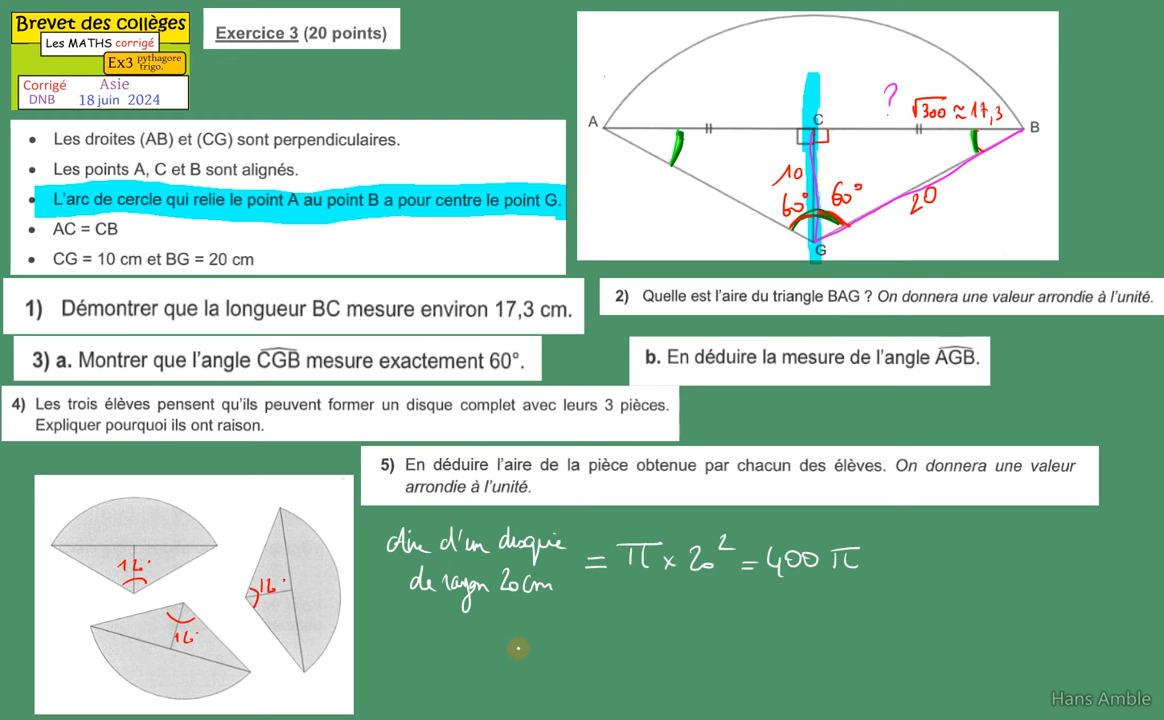 Brevet des collèges
Les MATHS corrigé
Ex3 pythagore trigo.
Corrigé Asie
DNB 18 juin 2024
Exercice 3 (20 points)
• Les droites (AB) et (CG) sont perpendiculaires.
• Les points A, C et B sont alignés.
• L'arc de cercle qui relie le point A au point B a pour centre le point G.
• AC = CB
• CG = 10 cm et BG = 20 cm
A
C
?
√300 ≈ 17,3
B
10
60°
60°
20
G
1) Démontrer que la longueur BC mesure environ 17,3 cm.
2) Quelle est l'aire du triangle BAG ? On donnera une valeur arrondie à l'unité.
3) a. Montrer que l'angle CGB mesure exactement 60°.
b. En déduire la mesure de l'angle AGB.
4) Les trois élèves pensent qu'ils peuvent former un disque complet avec leurs 3 pièces.
Expliquer pourquoi ils ont raison.
5) En déduire l'aire de la pièce obtenue par chacun des élèves. On donnera une valeur
arrondie à l'unité.
Aire d'un disque
de rayon 20 cm
= π × 20² = 400 π
Hans Amble